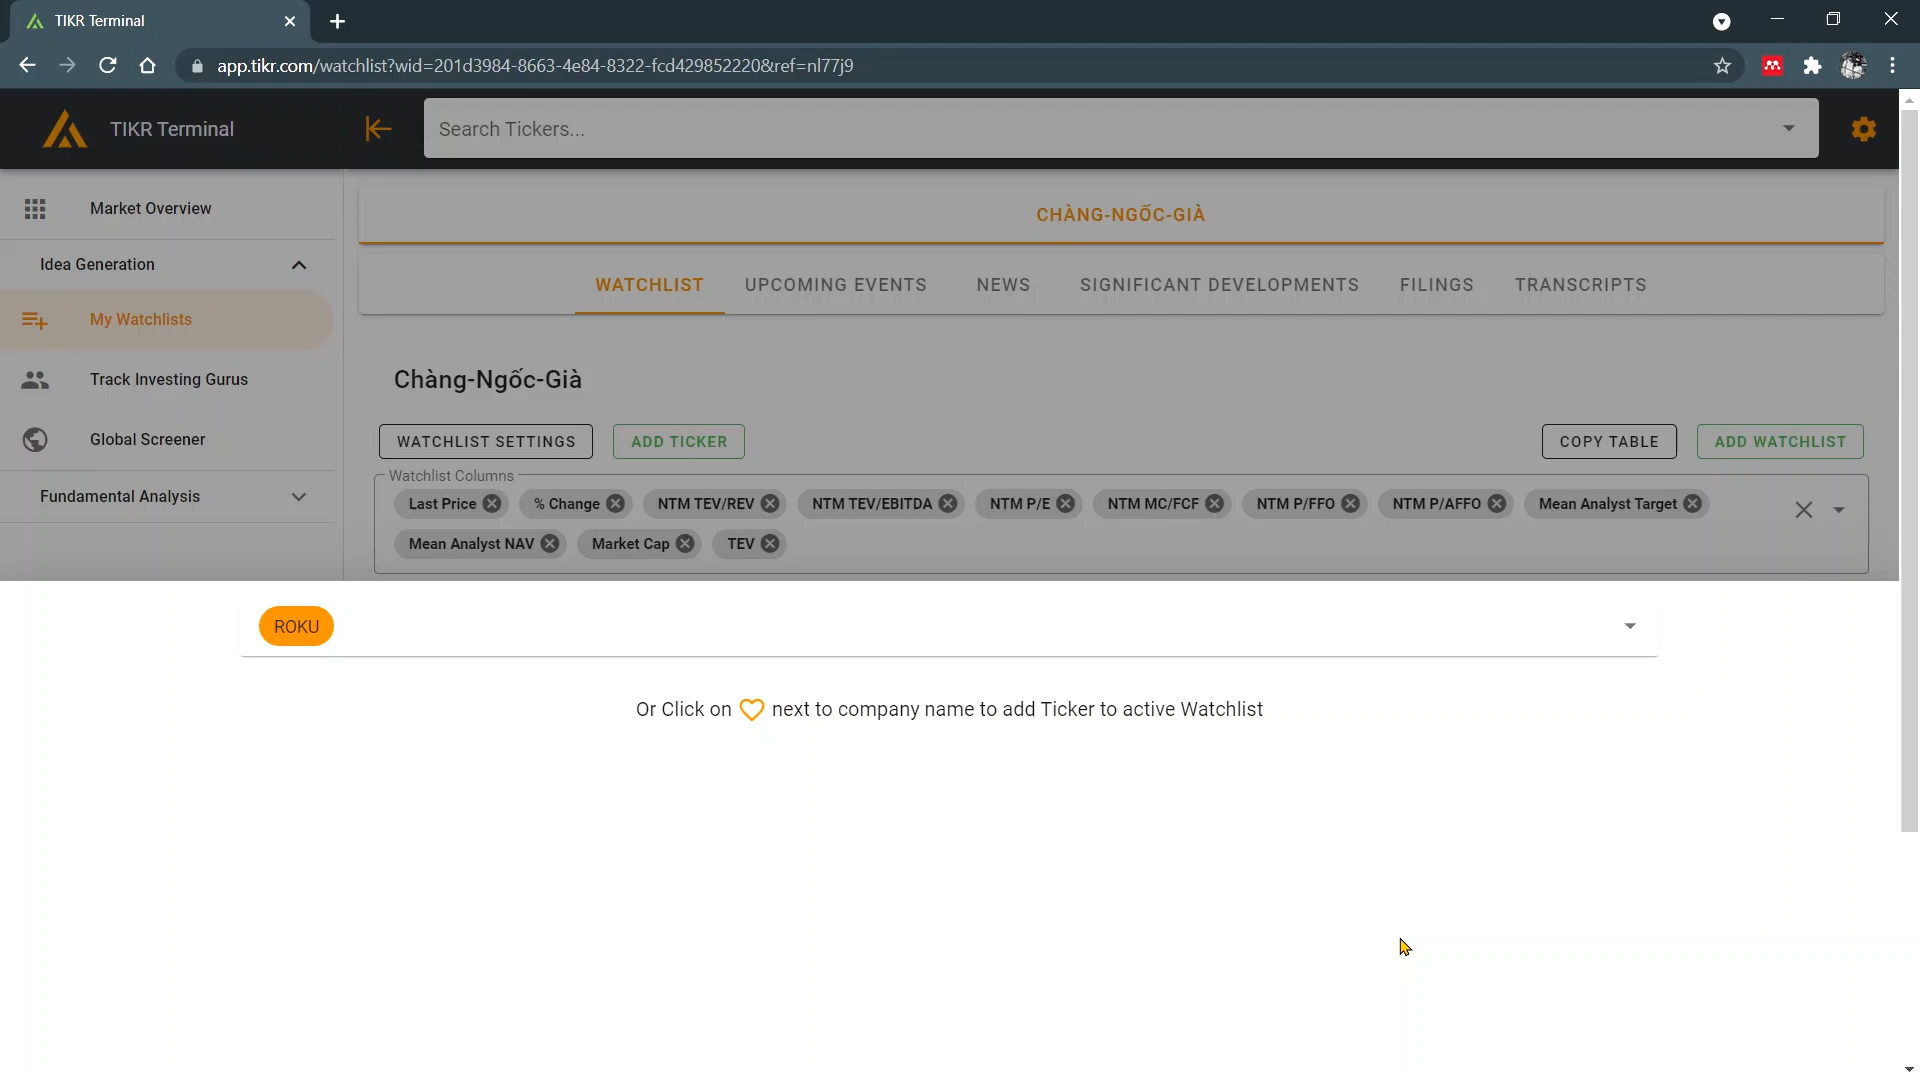 TIKR Terminal
app.tikr.com/watchlist?wid=201d3984-8663-4e84-8322-fcd429852220&ref=nl77j9
TIKR Terminal
Search Tickers...
Market Overview
Idea Generation
My Watchlists
Track Investing Gurus
Global Screener
Fundamental Analysis
CHÀNG-NGỐC-GIÀ
WATCHLIST UPCOMING EVENTS NEWS SIGNIFICANT DEVELOPMENTS FILINGS TRANSCRIPTS
Chàng-Ngốc-Già
WATCHLIST SETTINGS ADD TICKER COPY TABLE ADD WATCHLIST
Watchlist Columns
Last Price % Change NTM TEV/REV NTM TEV/EBITDA NTM P/E NTM MC/FCF NTM P/FFO NTM P/AFFO Mean Analyst Target
Mean Analyst NAV Market Cap TEV
ROKU
Or Click on next to company name to add Ticker to active Watchlist